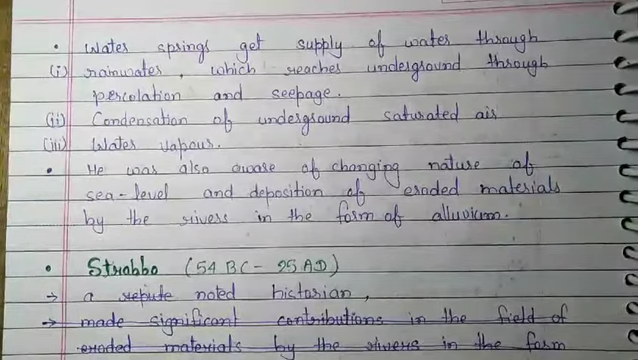 • Water springs get supply of water through
(i) rainwater, which reaches underground through
percolation and seepage.
(ii) Condensation of underground saturated air
(iii) Water vapour.
• He was also aware of changing nature of
sea-level and deposition of eroded materials
by the rivers in the form of alluvium.
• Strabbo (54 BC - 25 AD)
→ a repute noted historian,
→ made significant contributions in the field of
eroded materials by the rivers in the form